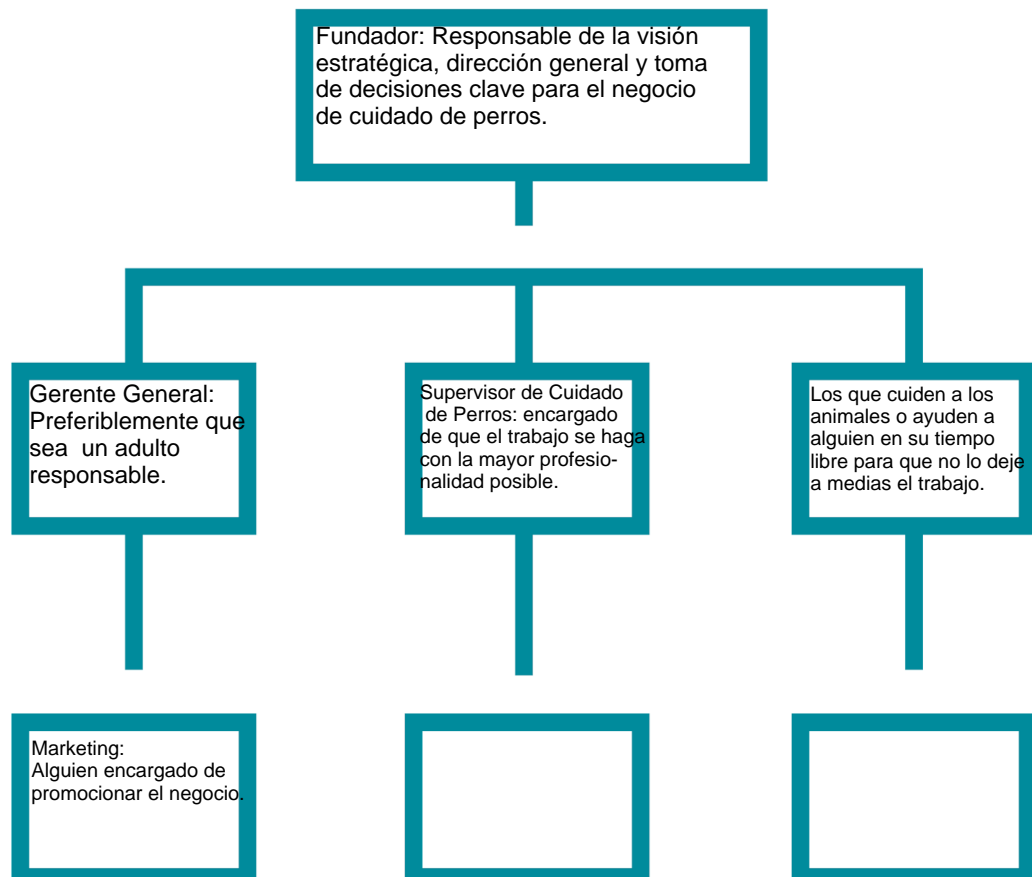 Fundador: Responsable de la visión
estratégica, dirección general y toma
de decisiones clave para el negocio
de cuidado de perros.
Gerente General:
Preferiblemente que
sea  un adulto
responsable.
Supervisor de Cuidado
de Perros: encargado
de que el trabajo se haga
con la mayor profesio-
nalidad posible.
Los que cuiden a los
animales o ayuden a
alguien en su tiempo
libre para que no lo deje
a medias el trabajo.
Marketing:
Alguien encargado de
promocionar el negocio.